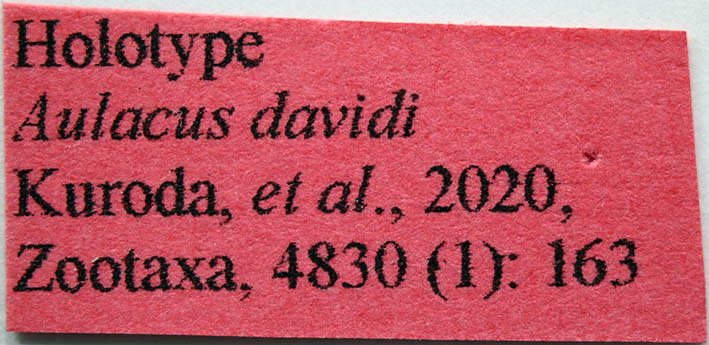 Holotype
Aulacus davidi
Kuroda, et al., 2020,
Zootaxa, 4830 (1): 163